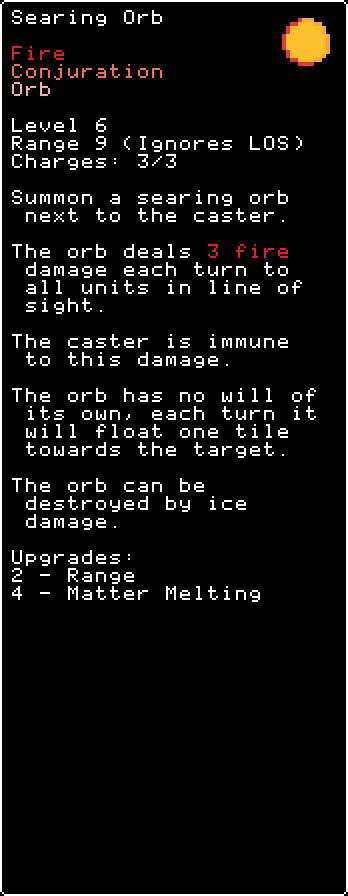 Searing Orb
Fire
Conjuration
Orb
Level 6
Range 9 (Ignores LOS)
Charges: 3/3
Summon a searing orb
next to the caster.
The orb deals 3 fire
damage each turn to
all units in line of
sight.
The caster is immune
to this damage.
The orb has no will of
its own, each turn it
will float one tile
towards the target.
The orb can be
destroyed by ice
damage.
Upgrades:
2 - Range
4 - Matter Melting